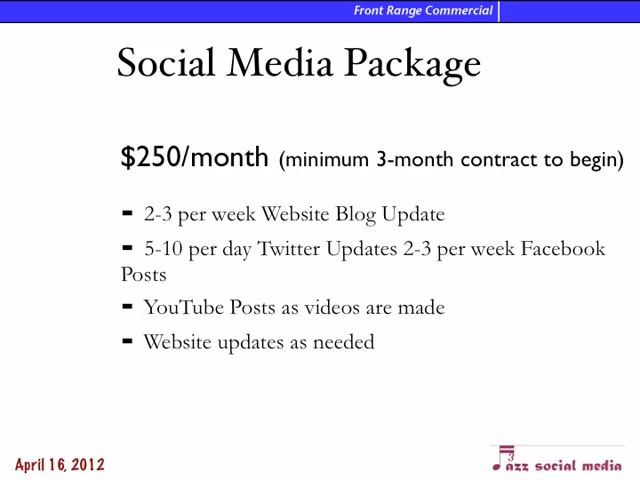 Front Range Commercial
Social Media Package
$250/month (minimum 3-month contract to begin)
- 2-3 per week Website Blog Update
- 5-10 per day Twitter Updates 2-3 per week Facebook
Posts
- YouTube Posts as videos are made
- Website updates as needed
April 16, 2012
Jazz social media
3